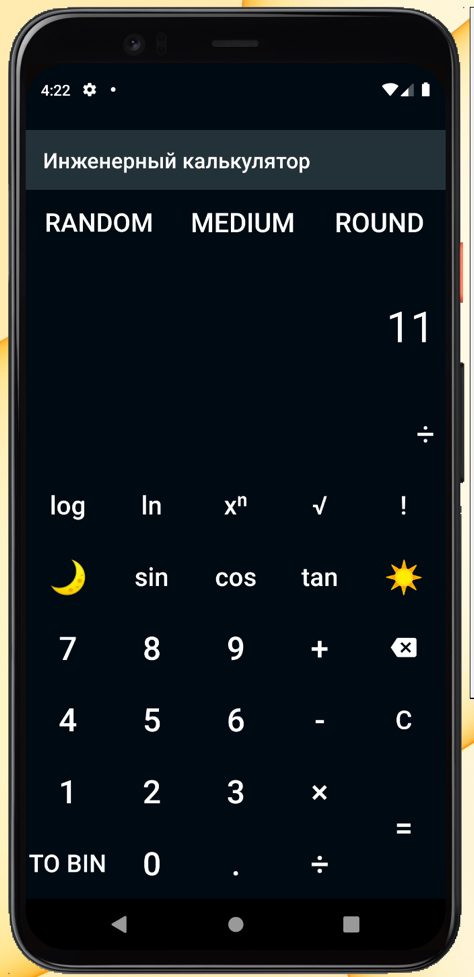 4:22
Инженерный калькулятор
RANDOM MEDIUM ROUND
11
÷
log ln xⁿ √ !
sin cos tan
7 8 9 +
4 5 6 - C
1 2 3 ×
=
TO BIN 0 . ÷